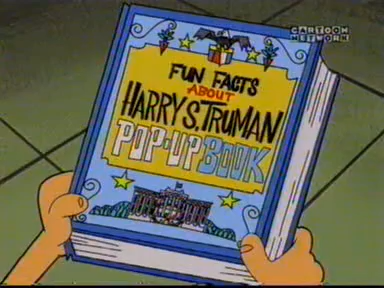 CARTOON
NETWORK
FUN FACTS
ABOUT
HARRY S. TRUMAN
POP-UP BOOK